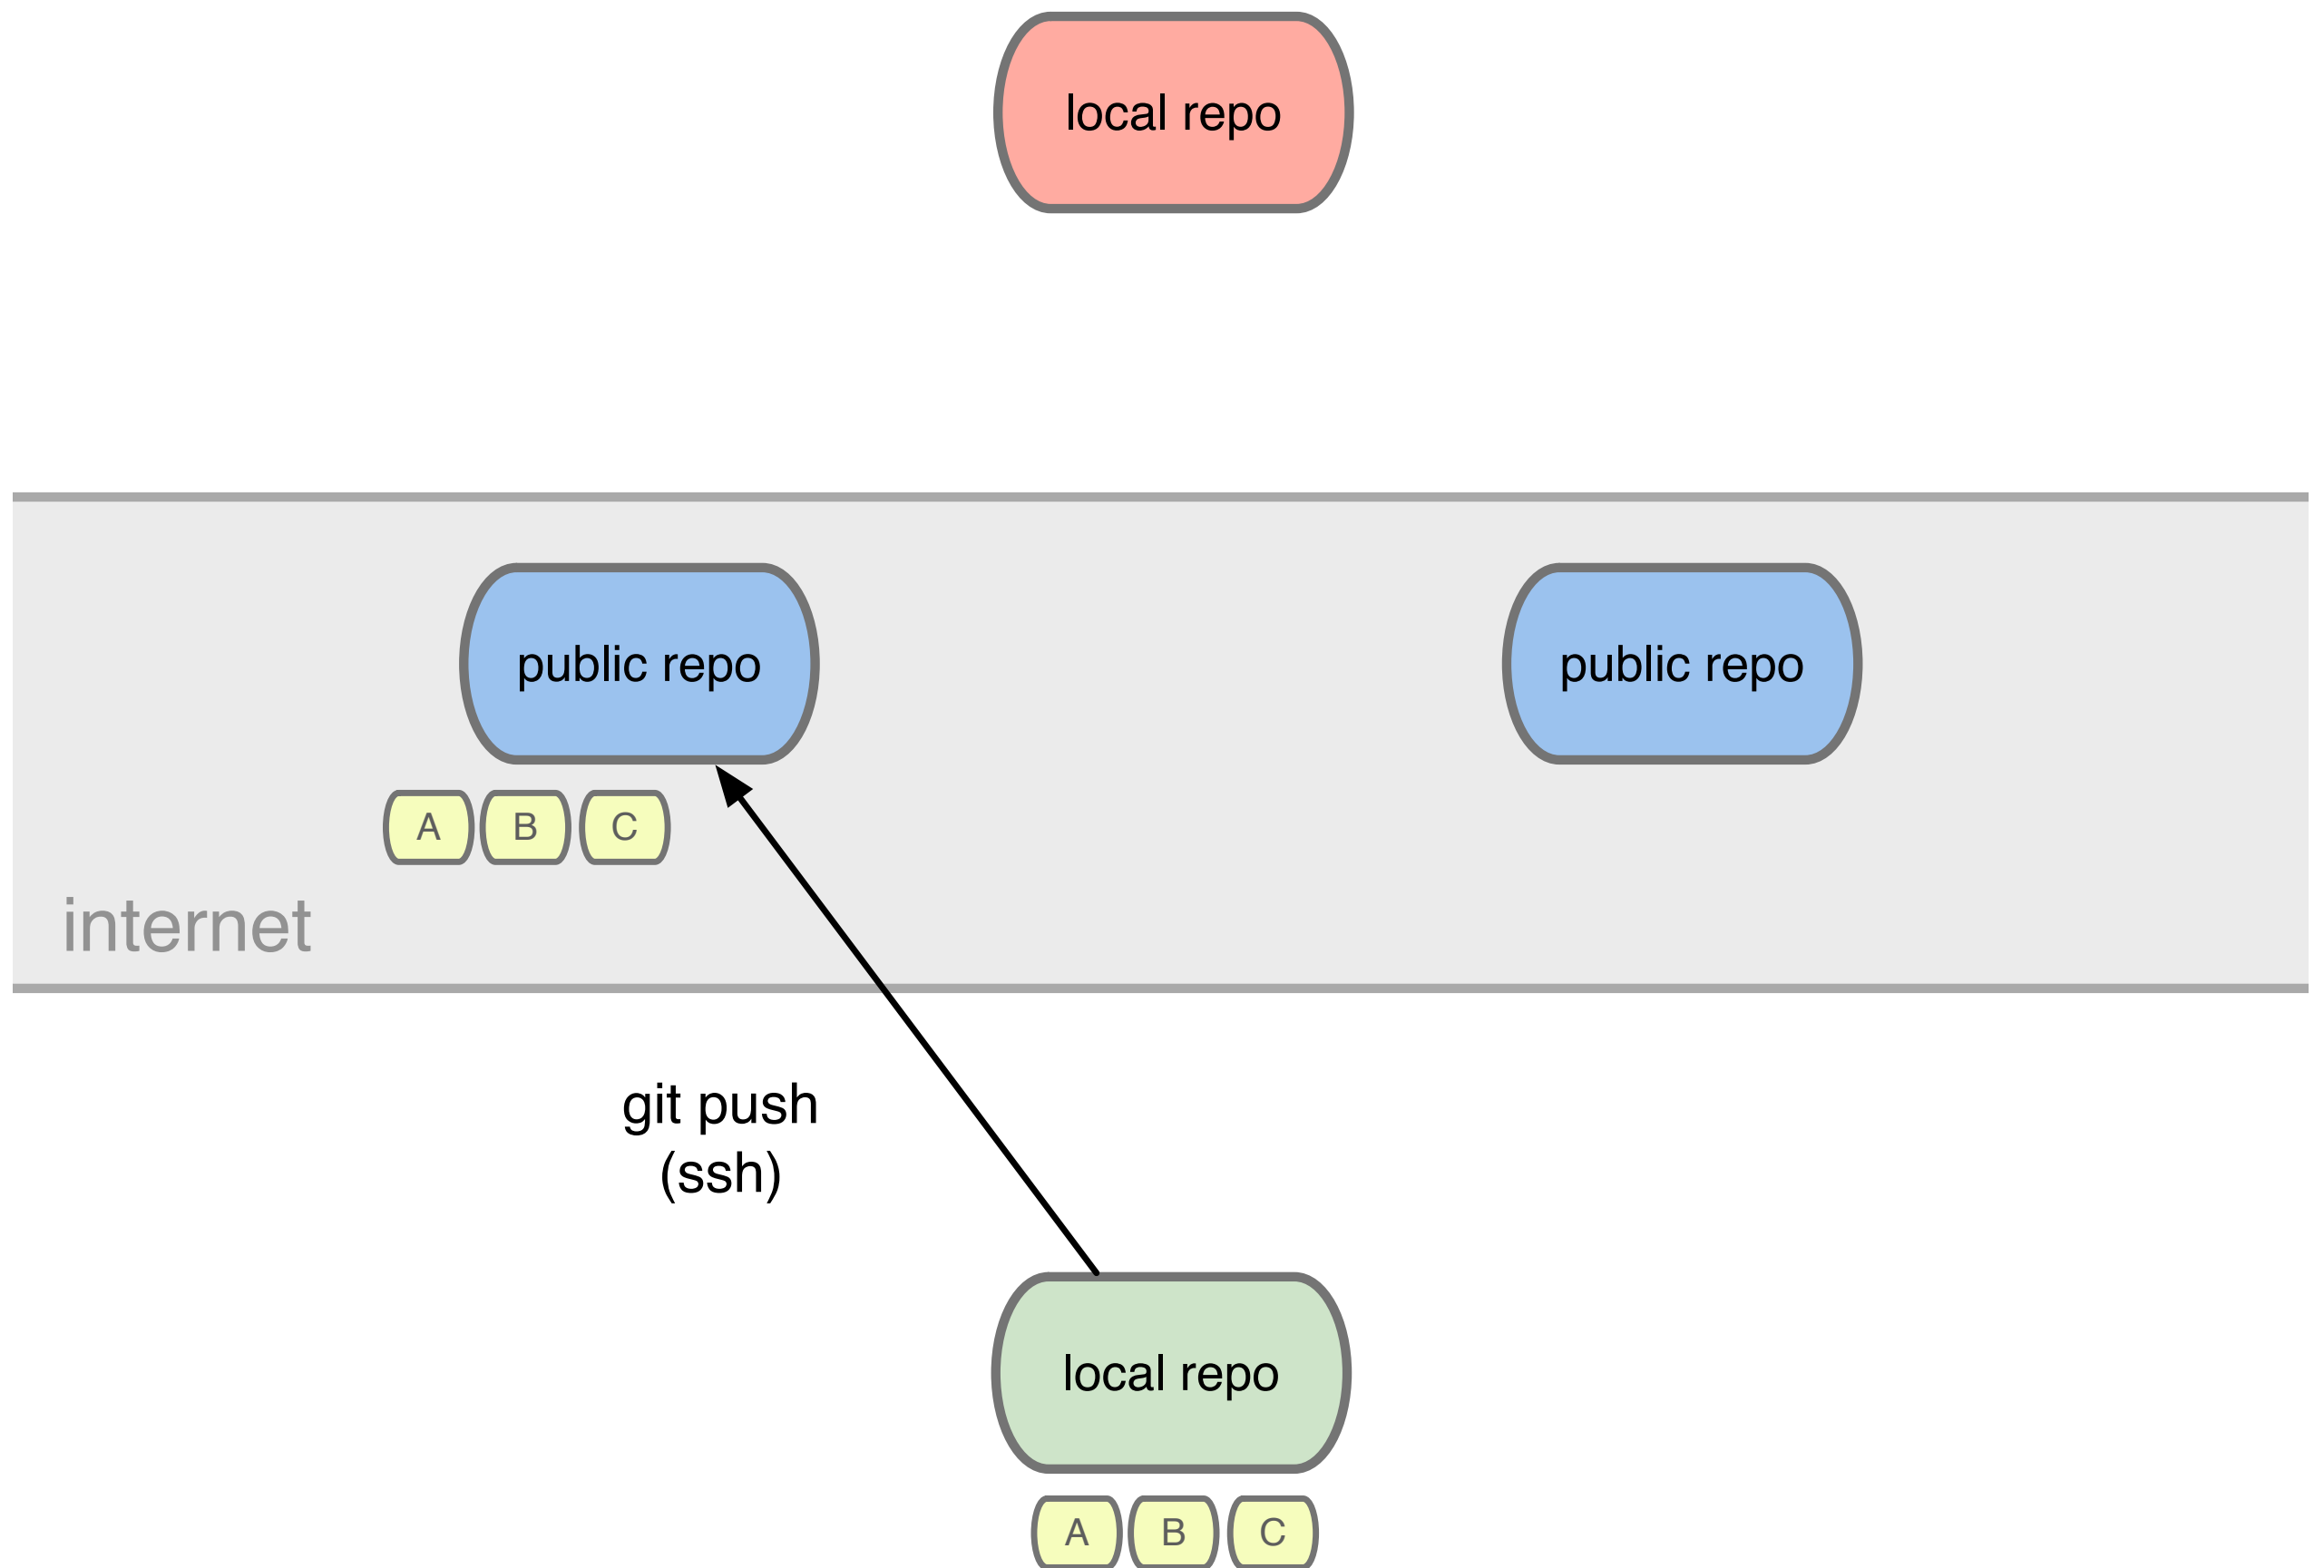 local repo
public repo
public repo
A B C
internet
git push
(ssh)
local repo
A B C